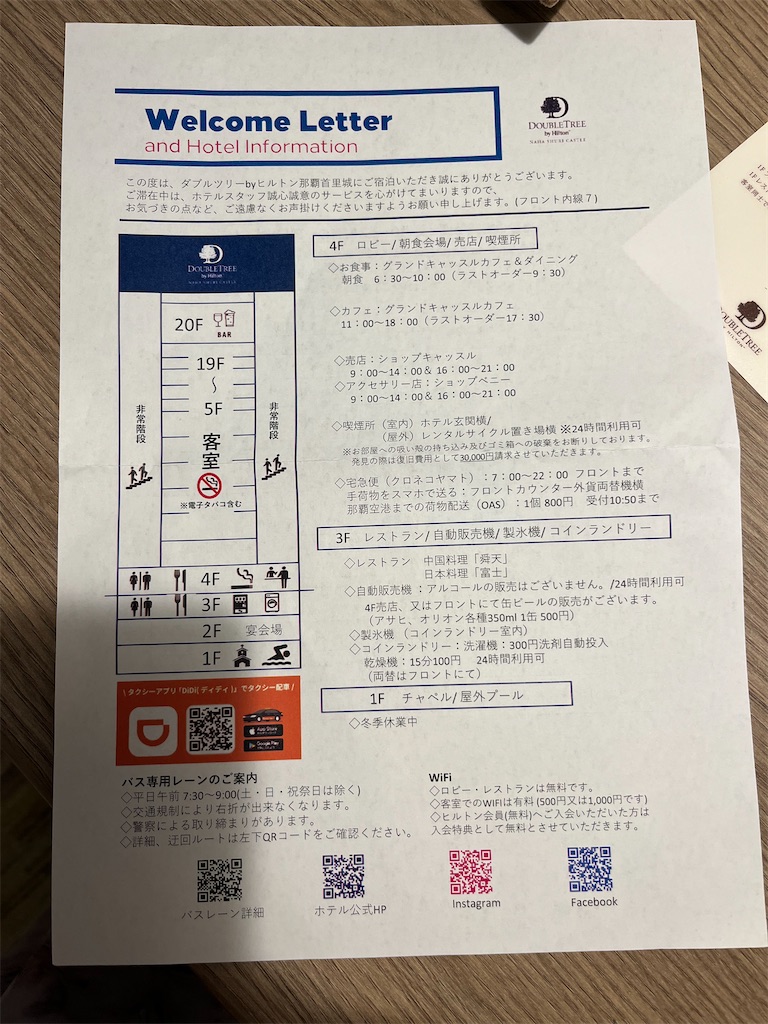 Welcome Letter
and Hotel Information
DOUBLETREE
by Hilton
NAHA SHURI CASTLE
この度は、ダブルツリーbyヒルトン那覇首里城にご宿泊いただき誠にありがとうございます。
ご滞在中は、ホテルスタッフ誠心誠意のサービスを心がけてまいりますので、
お気づきの点など、ご遠慮なくお声掛けくださいますようお願い申し上げます。(フロント内線７)
DOUBLETREE
by Hilton
NAHA SHURI CASTLE
20F
BAR
19F
～
5F
客室
※電子タバコ含む
非常階段
非常階段
4F
3F
2F 宴会場
1F
\ タクシーアプリ「DiDi(ディディ)」でタクシー配車 /
App Store
Google Play
4F ロビー/ 朝食会場/ 売店/ 喫煙所
◇お食事：グランドキャッスルカフェ＆ダイニング
朝食 6：30～10：00（ラストオーダー9：30）
◇カフェ：グランドキャッスルカフェ
11：00～18：00（ラストオーダー17：30）
◇売店：ショップキャッスル
9：00～14：00＆ 16：00～21：00
◇アクセサリー店：ショップベニー
9：00～14：00＆ 16：00～21：00
◇喫煙所（室内）ホテル玄関横/
（屋外）レンタルサイクル置き場横 ※24時間利用可
※お部屋への吸い殻の持ち込み及びゴミ箱への破棄をお断りしております。
発見の際は復旧費用として30,000円請求させていただきます。
◇宅急便（クロネコヤマト）：7：00～22：00 フロントまで
手荷物をスマホで送る：フロントカウンター外貨両替機横
那覇空港までの荷物配送（OAS）：1個 800円 受付10:50まで
3F レストラン/ 自動販売機/ 製氷機/ コインランドリー
◇レストラン 中国料理「舜天」
日本料理「富士」
◇自動販売機：アルコールの販売はございません。/24時間利用可
4F売店、又はフロントにて缶ビールの販売がございます。
（アサヒ、オリオン各種350ml 1缶 500円）
◇製氷機 （コインランドリー室内）
◇コインランドリー：洗濯機：300円洗剤自動投入
乾燥機：15分100円 24時間利用可
（両替はフロントにて）
1F チャペル/ 屋外プール
◇冬季休業中
バス専用レーンのご案内
◇平日午前 7:30～9:00(土・日・祝祭日は除く)
◇交通規制により右折が出来なくなります。
◇警察による取り締まりがあります。
◇詳細、迂回ルートは左下QRコードをご確認ください。
WiFi
◇ロビー・レストランは無料です。
◇客室でのWIFIは有料 (500円又は1,000円です)
◇ヒルトン会員(無料)へご入会いただいた方は
入会特典として無料とさせていただきます。
バスレーン詳細
ホテル公式HP
Instagram
Facebook